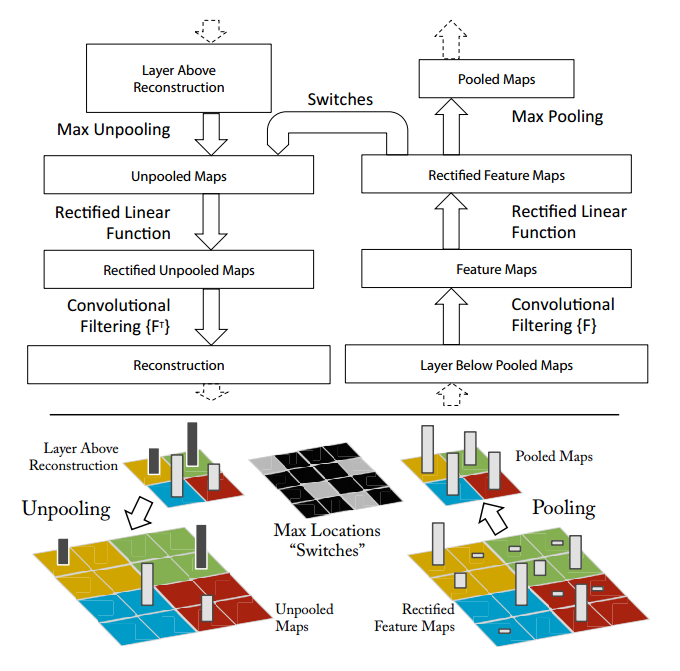 Layer Above
Reconstruction
Pooled Maps
Switches
Max Unpooling
Max Pooling
Unpooled Maps
Rectified Feature Maps
Rectified Linear
Function
Rectified Linear
Function
Rectified Unpooled Maps
Feature Maps
Convolutional
Filtering {Fᵀ}
Convolutional
Filtering {F}
Reconstruction
Layer Below Pooled Maps
Layer Above
Reconstruction
Pooled Maps
Unpooling
Max Locations
“Switches”
Pooling
Unpooled
Maps
Rectified
Feature Maps